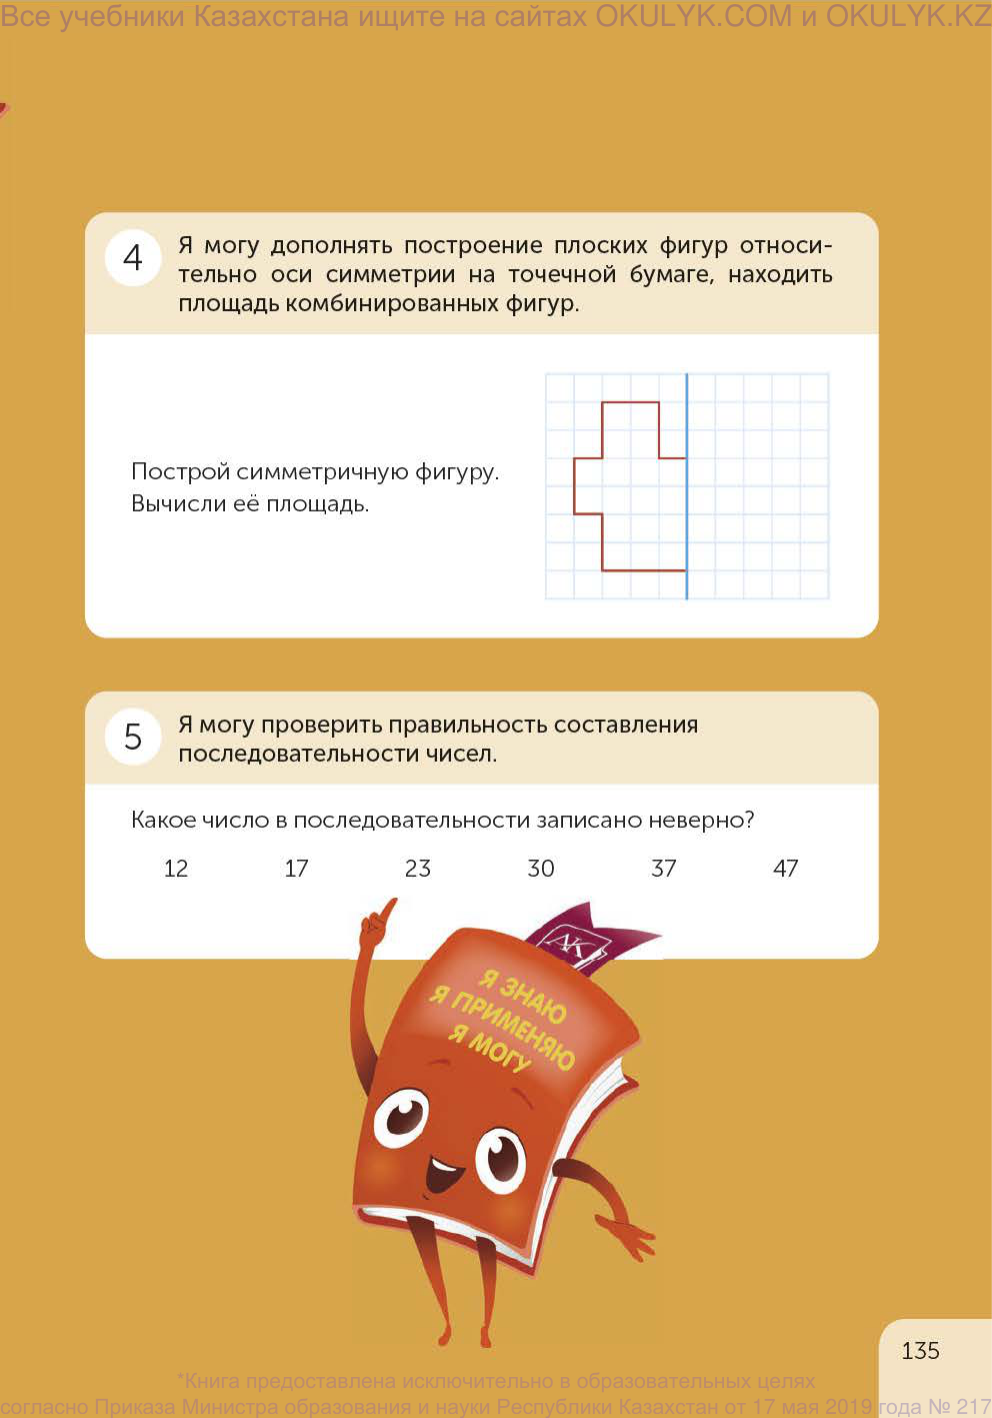 Все учебники Казахстана ищите на сайтах OKULYK.COM и OKULYK.KZ
4
Я могу дополнять построение плоских фигур относи-
тельно оси симметрии на точечной бумаге, находить
площадь комбинированных фигур.
Построй симметричную фигуру.
Вычисли её площадь.
5
Я могу проверить правильность составления
последовательности чисел.
Какое число в последовательности записано неверно?
12 17 23 30 37 47
АК
Я ЗНАЮ
Я ПРИМЕНЯЮ
Я МОГУ
135
*Книга предоставлена исключительно в образовательных целях
согласно Приказа Министра образования и науки Республики Казахстан от 17 мая 2019 года № 217